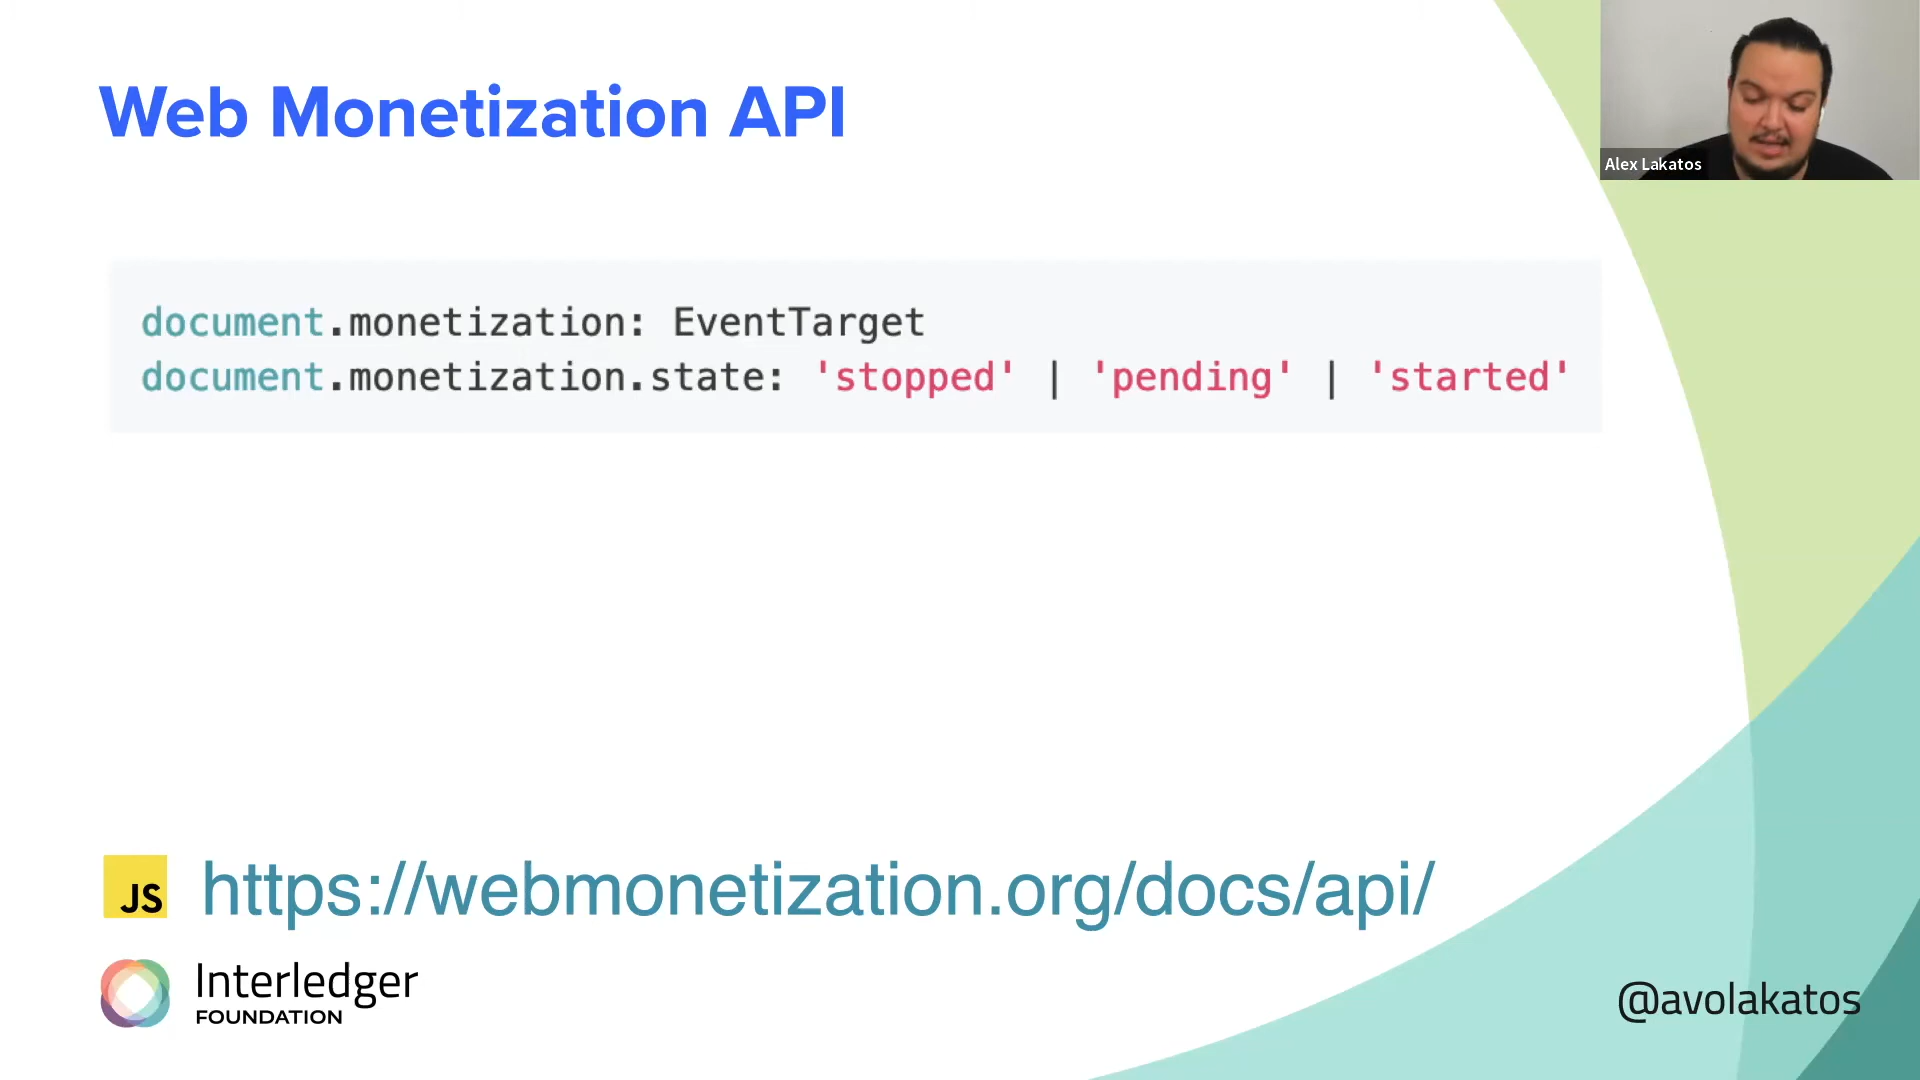 Web Monetization API
Alex Lakatos
document.monetization: EventTarget
document.monetization.state: 'stopped' | 'pending' | 'started'
JS https://webmonetization.org/docs/api/
Interledger
FOUNDATION
@avolakatos